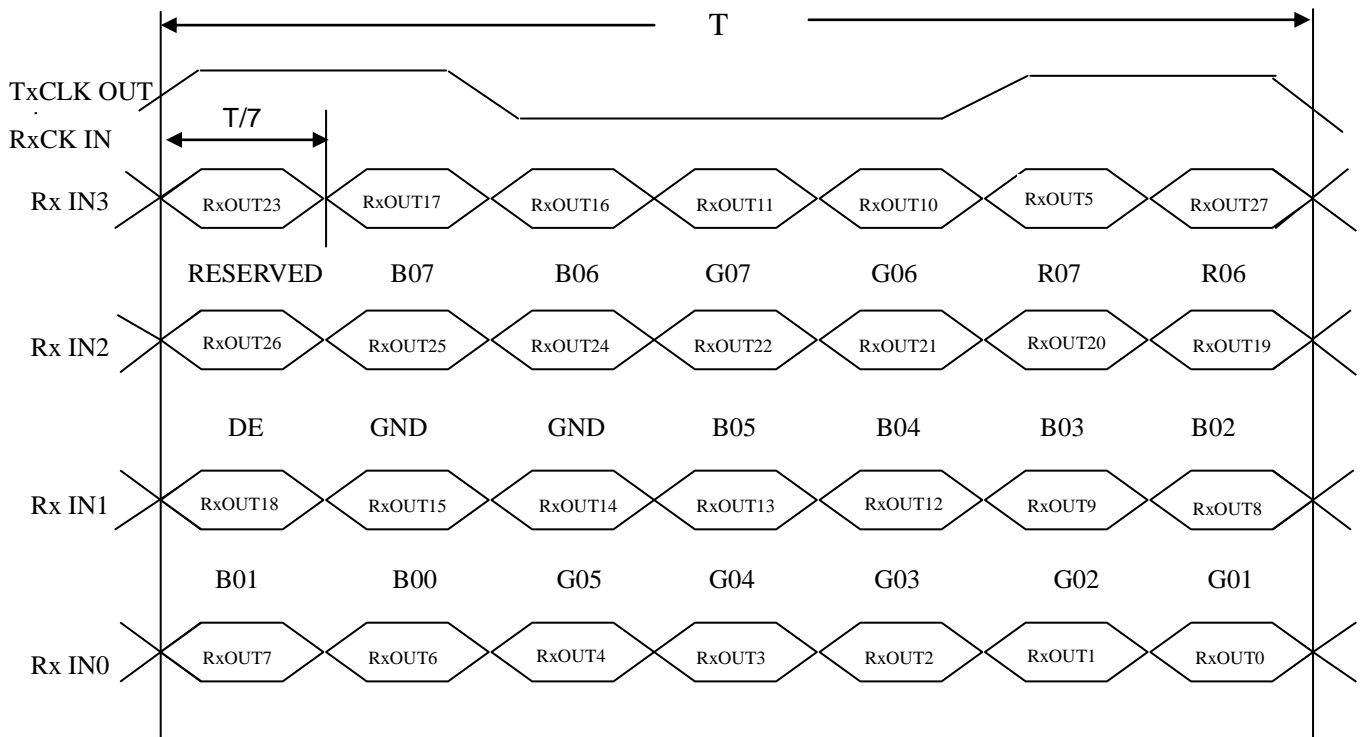 T
TxCLK OUT
T/7
RxCK IN
Rx IN3 RxOUT23 RxOUT17 RxOUT16 RxOUT11 RxOUT10 RxOUT5 RxOUT27
RESERVED B07 B06 G07 G06 R07 R06
Rx IN2 RxOUT26 RxOUT25 RxOUT24 RxOUT22 RxOUT21 RxOUT20 RxOUT19
DE GND GND B05 B04 B03 B02
Rx IN1 RxOUT18 RxOUT15 RxOUT14 RxOUT13 RxOUT12 RxOUT9 RxOUT8
B01 B00 G05 G04 G03 G02 G01
Rx IN0 RxOUT7 RxOUT6 RxOUT4 RxOUT3 RxOUT2 RxOUT1 RxOUT0